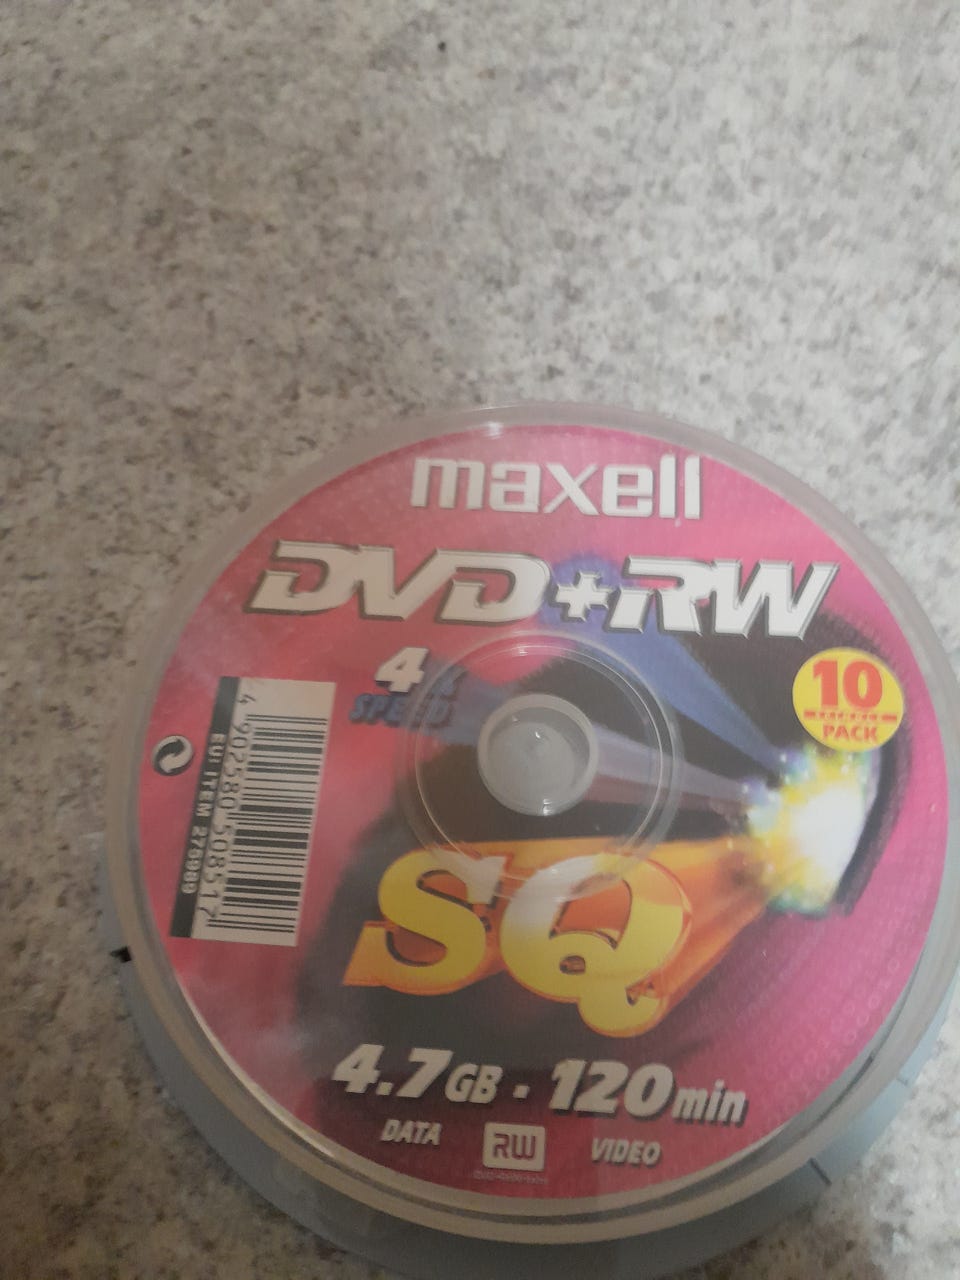 maxell
DVD+RW
4x
SPEED
10
PACK
4 902580 508517
EU: ITEM
SQ
4.7GB · 120min
DATA
RW
VIDEO